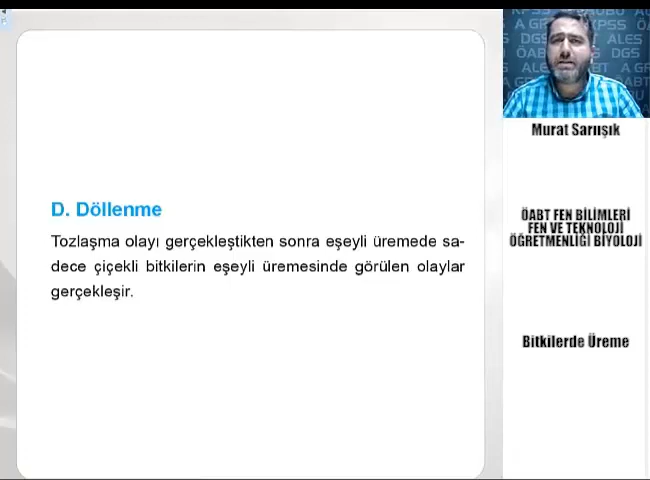 D. Döllenme
Tozlaşma olayı gerçekleştikten sonra eşeyli üremede sa-
dece çiçekli bitkilerin eşeyli üremesinde görülen olaylar
gerçekleşir.
Murat Sarıışık
ÖABT FEN BİLİMLERİ
FEN VE TEKNOLOJİ
ÖĞRETMENLİĞİ BİYOLOJİ
Bitkilerde Üreme